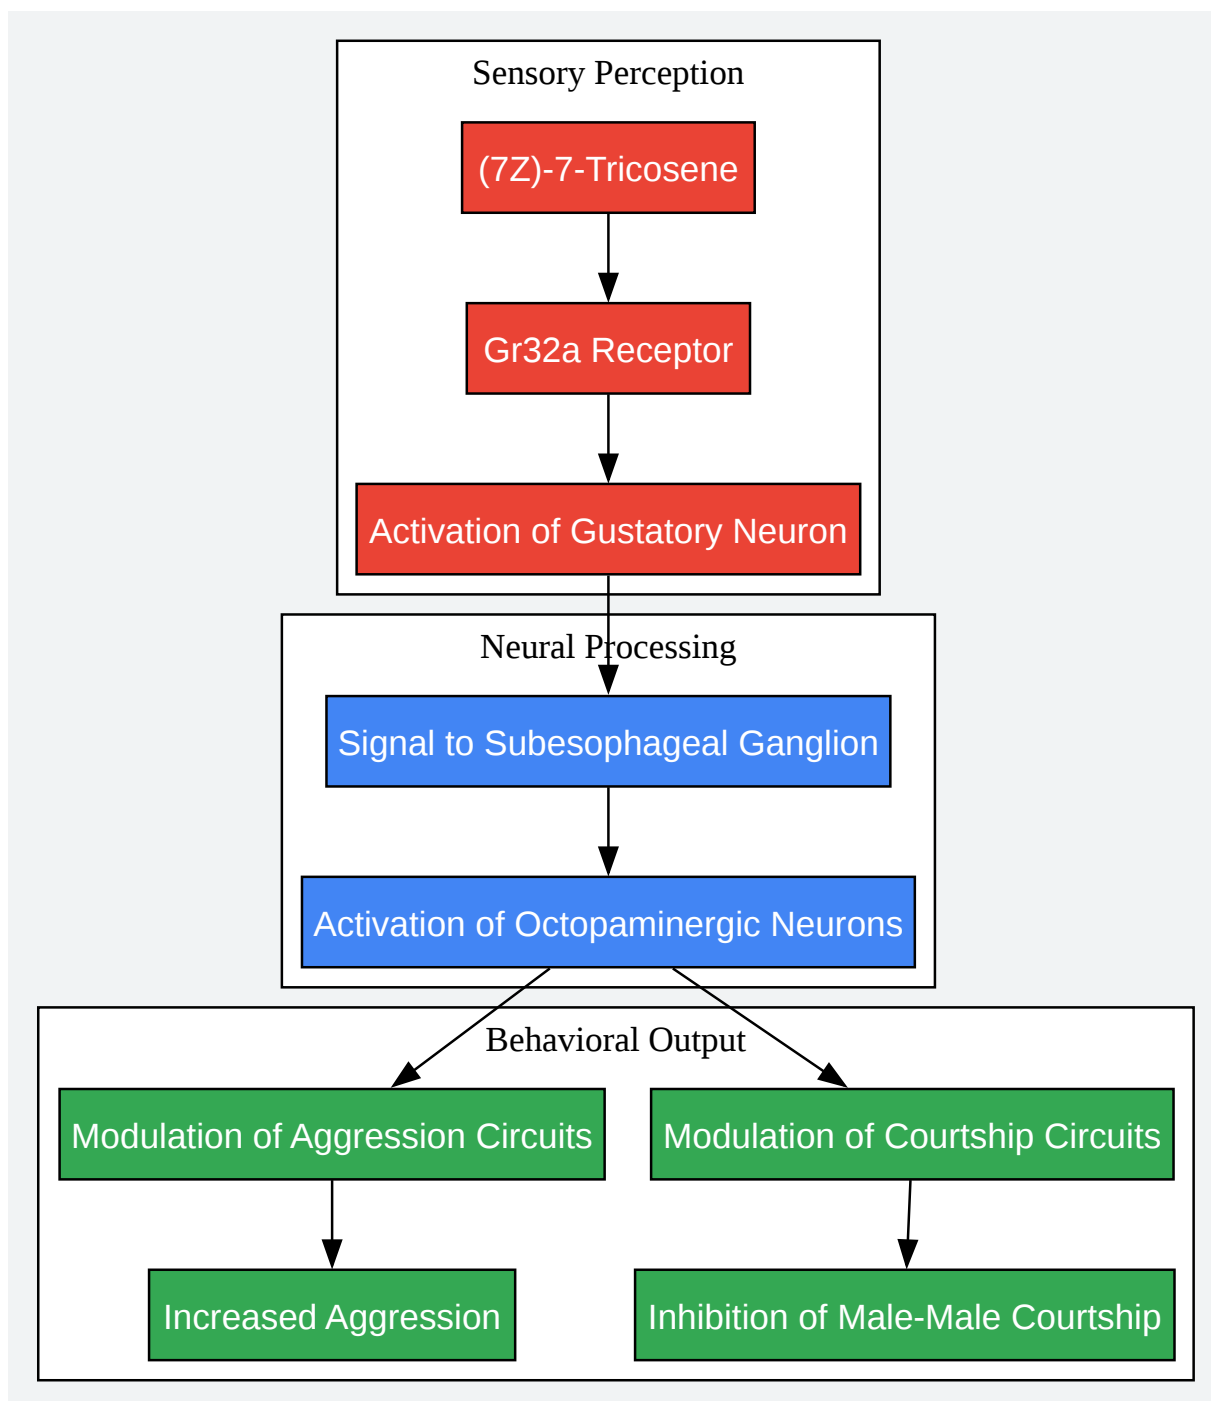 Sensory Perception
(7Z)-7-Tricosene
Gr32a Receptor
Activation of Gustatory Neuron
Neural Processing
Signal to Subesophageal Ganglion
Activation of Octopaminergic Neurons
Behavioral Output
Modulation of Aggression Circuits
Modulation of Courtship Circuits
Increased Aggression
Inhibition of Male-Male Courtship